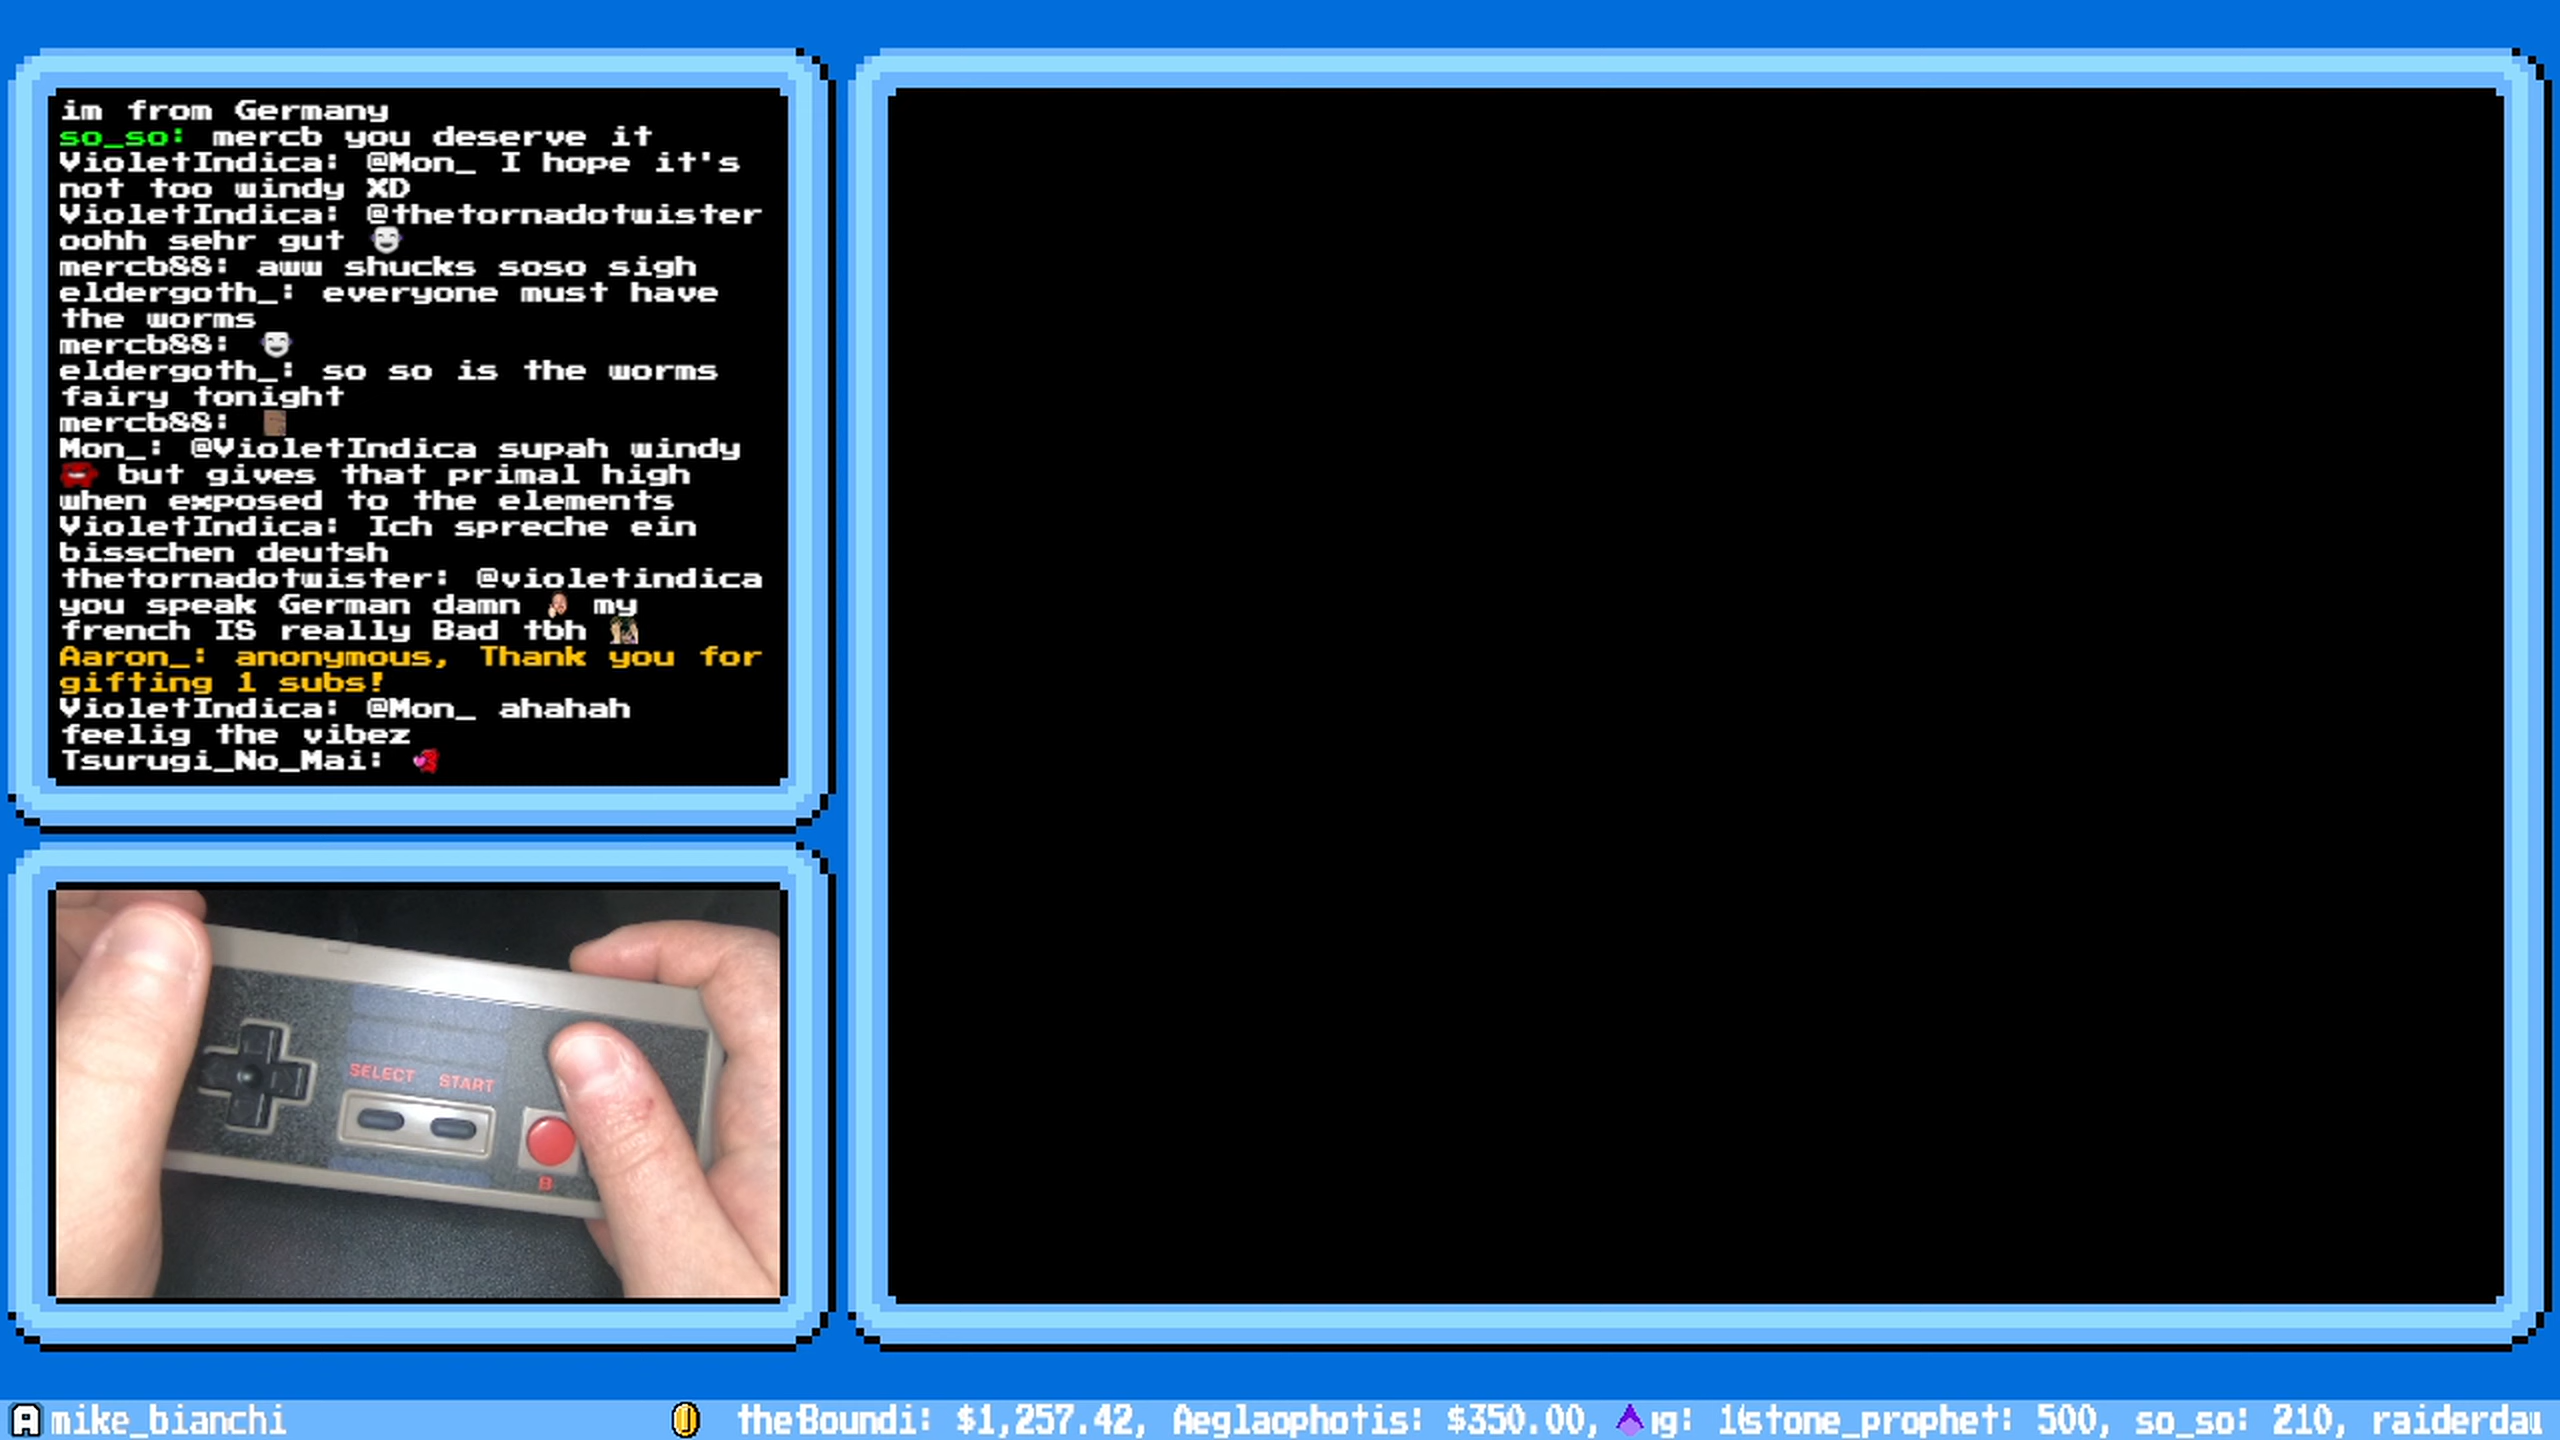 im from Germany
so_so: mercb you deserve it
VioletIndica: @Mon_ I hope it's
not too windy XD
VioletIndica: @thetornadotwister
oohh sehr gut
mercb88: aww shucks soso sigh
eldergoth_: everyone must have
the worms
mercb88:
eldergoth_: so so is the worms
fairy tonight
mercb88:
Mon_: @VioletIndica supah windy
but gives that primal high
when exposed to the elements
VioletIndica: Ich spreche ein
bisschen deutsh
thetornadotwister: @violetindica
you speak German damn my
french IS really Bad tbh
Aaron_: anonymous, Thank you for
gifting 1 subs!
VioletIndica: @Mon_ ahahah
feelig the vibez
Tsurugi_No_Mai:
SELECT START
B
A mike_bianchi
theBoundi: $1,257.42, Aeglaophotis: $350.00, stone_prophet: 500, so_so: 210, raiderdau